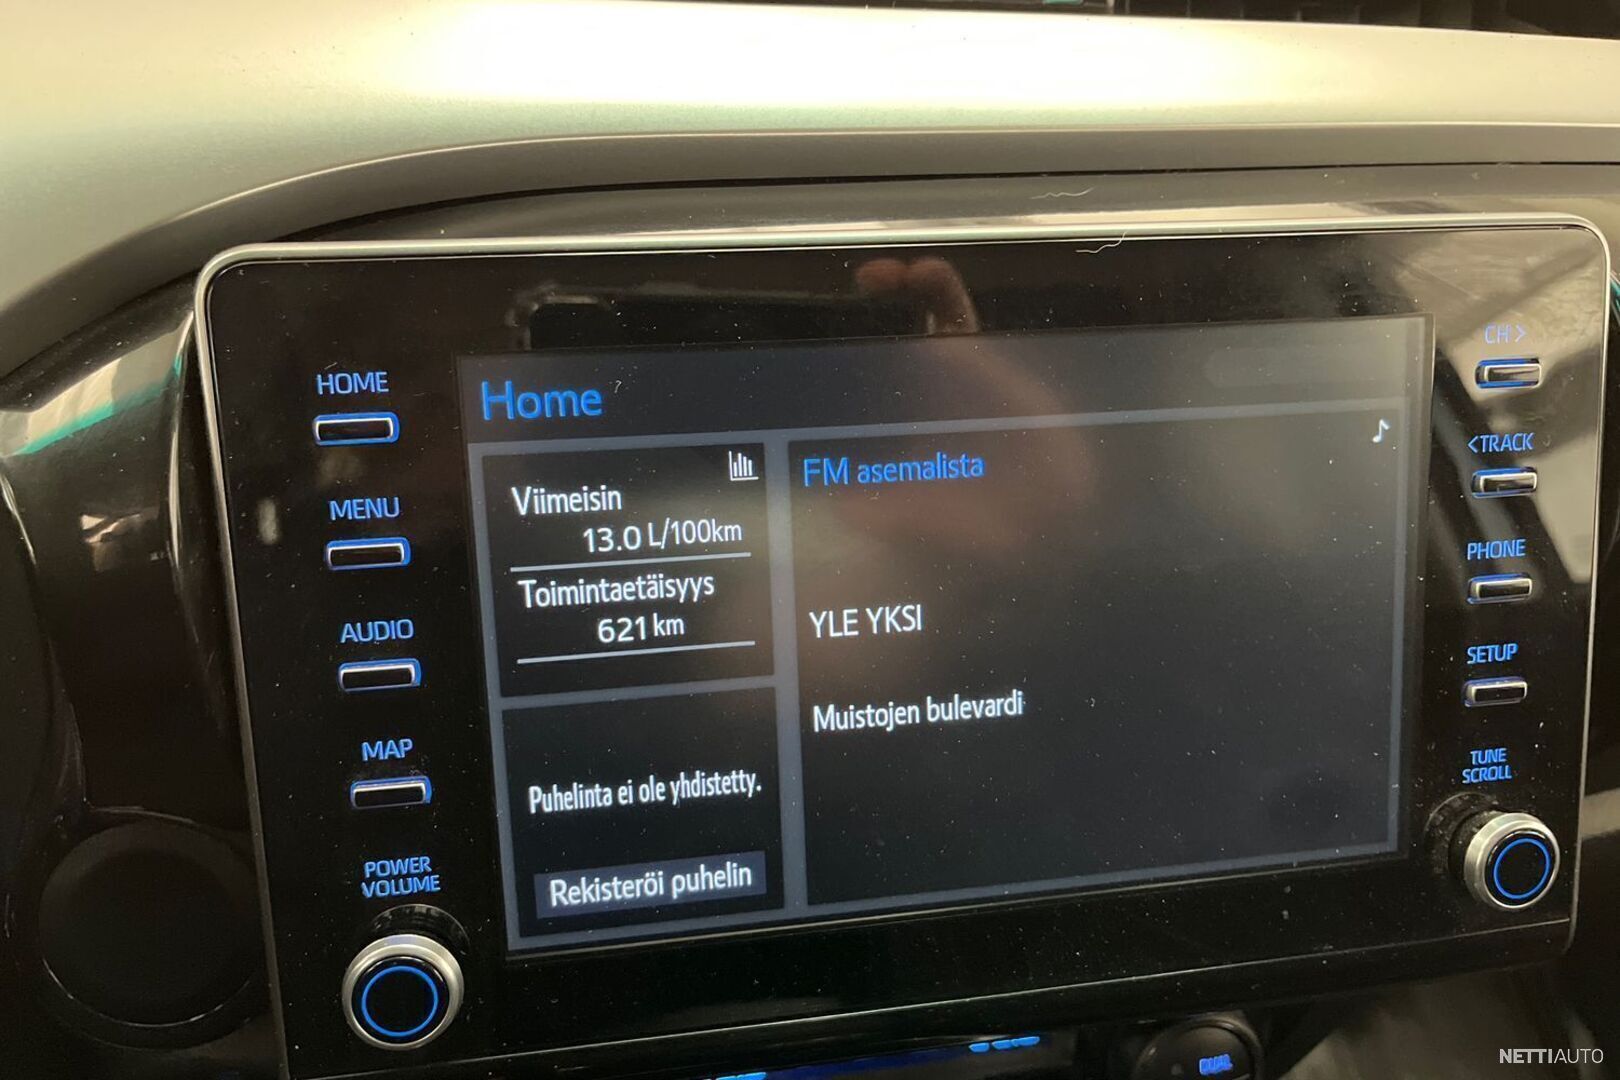 HOME
MENU
AUDIO
MAP
POWER
VOLUME
Home
Viimeisin
13.0 L/100km
Toimintaetäisyys
621 km
Puhelinta ei ole yhdistetty.
Rekisteröi puhelin
FM asemalista
YLE YKSI
Muistojen bulevardi
CH >
<TRACK
PHONE
SETUP
TUNE
SCROLL
DUAL
NETTIAUTO